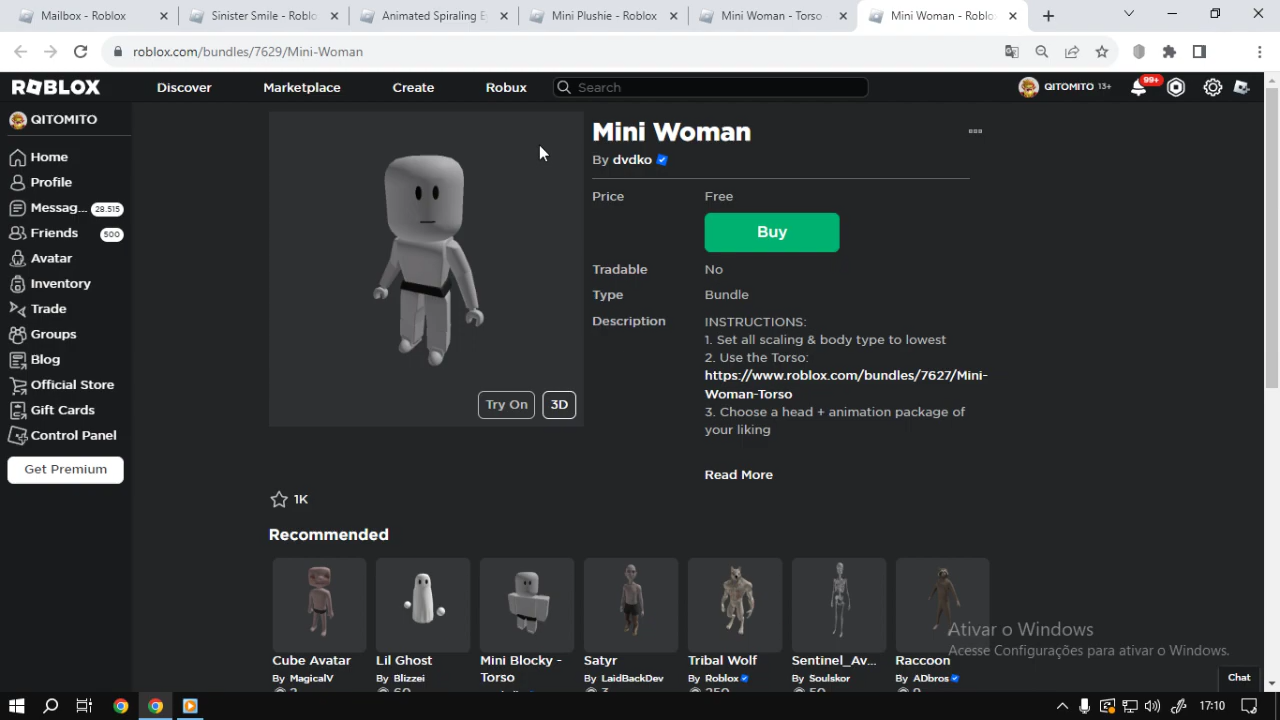 Mailbox - Roblox
Sinister Smile - Roblo
Animated Spiraling E
Mini Plushie - Roblox
Mini Woman - Torso
Mini Woman - Roblo
roblox.com/bundles/7629/Mini-Woman
ROBLOX
Discover
Marketplace
Create
Robux
Search
QITOMITO 13+
99+
QITOMITO
Home
Profile
Messag... 28.515
Friends 500
Avatar
Inventory
Trade
Groups
Blog
Official Store
Gift Cards
Control Panel
Get Premium
Try On
3D
Mini Woman
By dvdko
Price Free
Buy
Tradable No
Type Bundle
Description INSTRUCTIONS:
1. Set all scaling & body type to lowest
2. Use the Torso:
https://www.roblox.com/bundles/7627/Mini-
Woman-Torso
3. Choose a head + animation package of
your liking
Read More
1K
Recommended
Cube Avatar
By MagicalV
Lil Ghost
By Blizzei
Mini Blocky -
Torso
Satyr
By LaidBackDev
Tribal Wolf
By Roblox
Sentinel_Av...
By Soulskor
Raccoon
By ADbros
Ativar o Windows
Acesse Configurações para ativar o Windows.
Chat
17:10